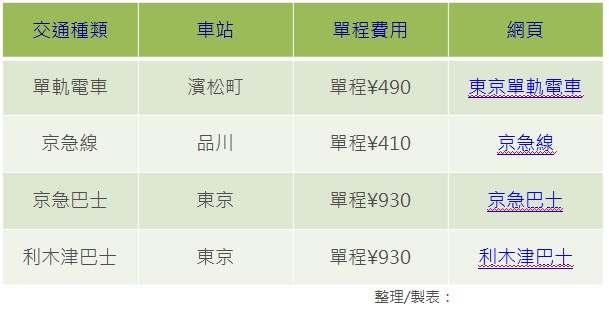 交通種類 車站 單程費用 網頁
單軌電車 濱松町 單程¥490 東京單軌電車
京急線 品川 單程¥410 京急線
京急巴士 東京 單程¥930 京急巴士
利木津巴士 東京 單程¥930 利木津巴士
整理/製表：